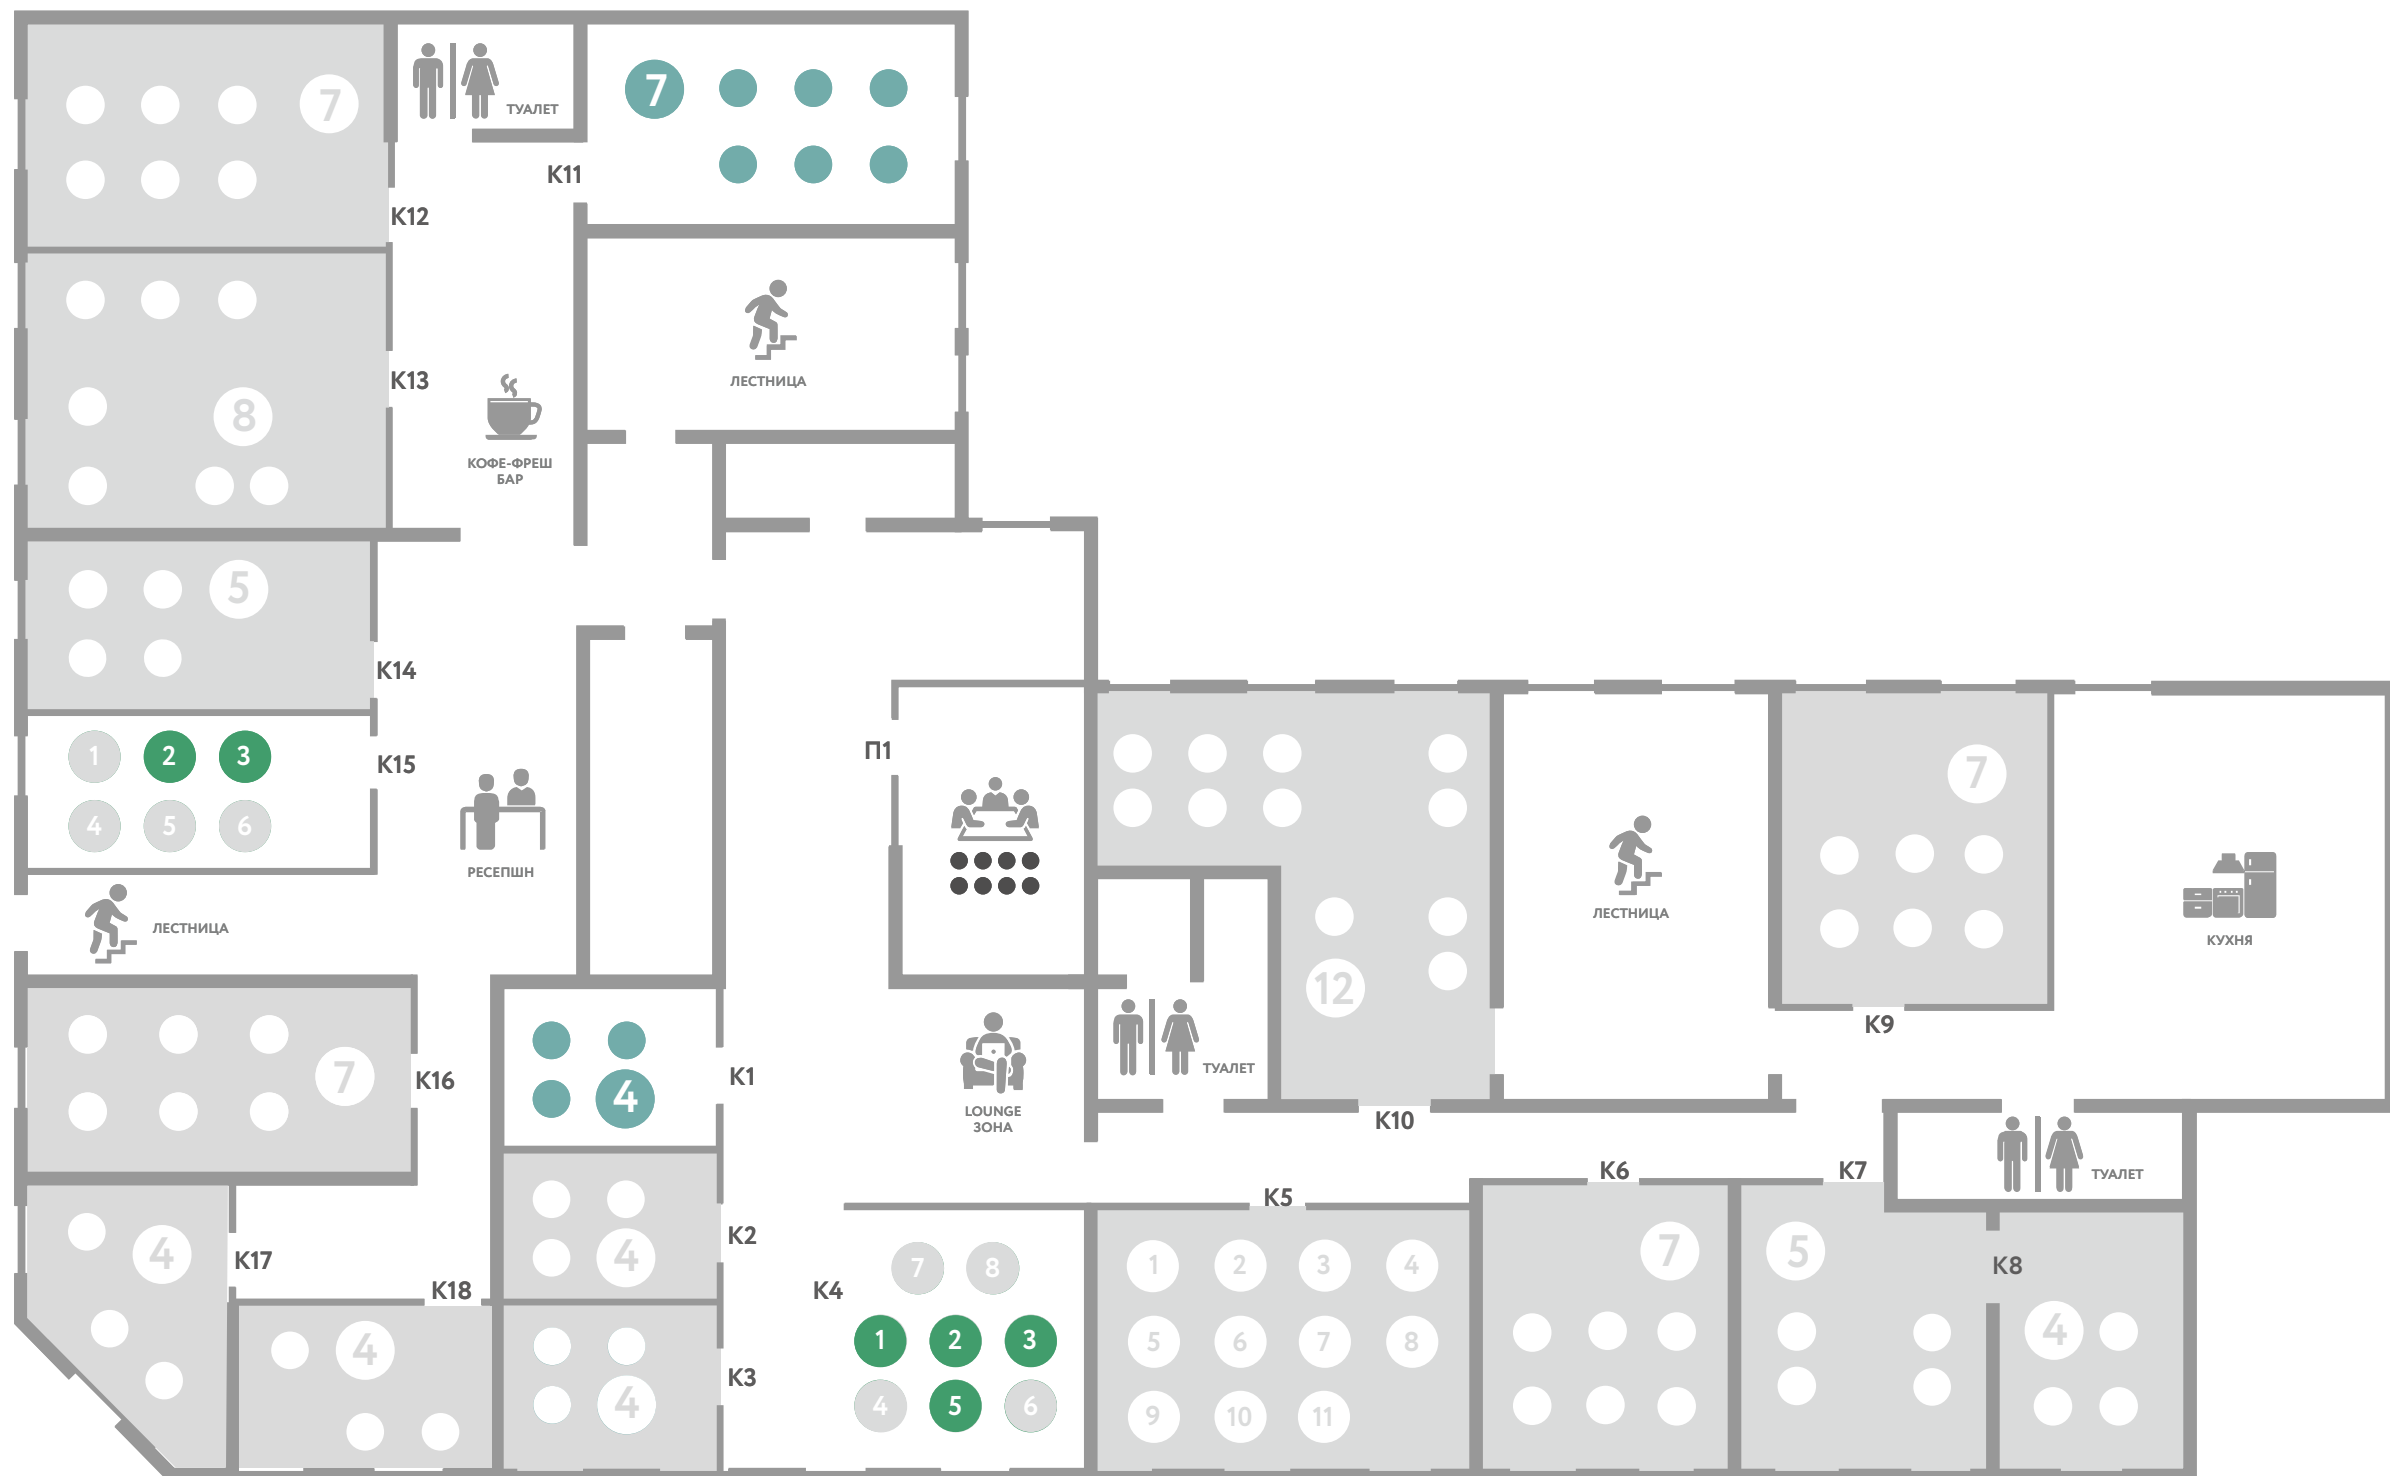 7
ТУАЛЕТ
7
К11
К12
ЛЕСТНИЦА
К13
8
КОФЕ-ФРЕШ
БАР
5
К14
1 2 3
К15
4 5 6
РЕСЕПШН
ЛЕСТНИЦА
П1
7
12
ЛЕСТНИЦА
КУХНЯ
К9
7
К16
4
К1
LOUNGE
ЗОНА
ТУАЛЕТ
К10
К6
К7
ТУАЛЕТ
К5
4
К17
К18
4
К2
4
К3
4
К4
7 8
1 2 3
4 5 6
1 2 3 4
5 6 7 8
9 10 11
7
5
К8
4